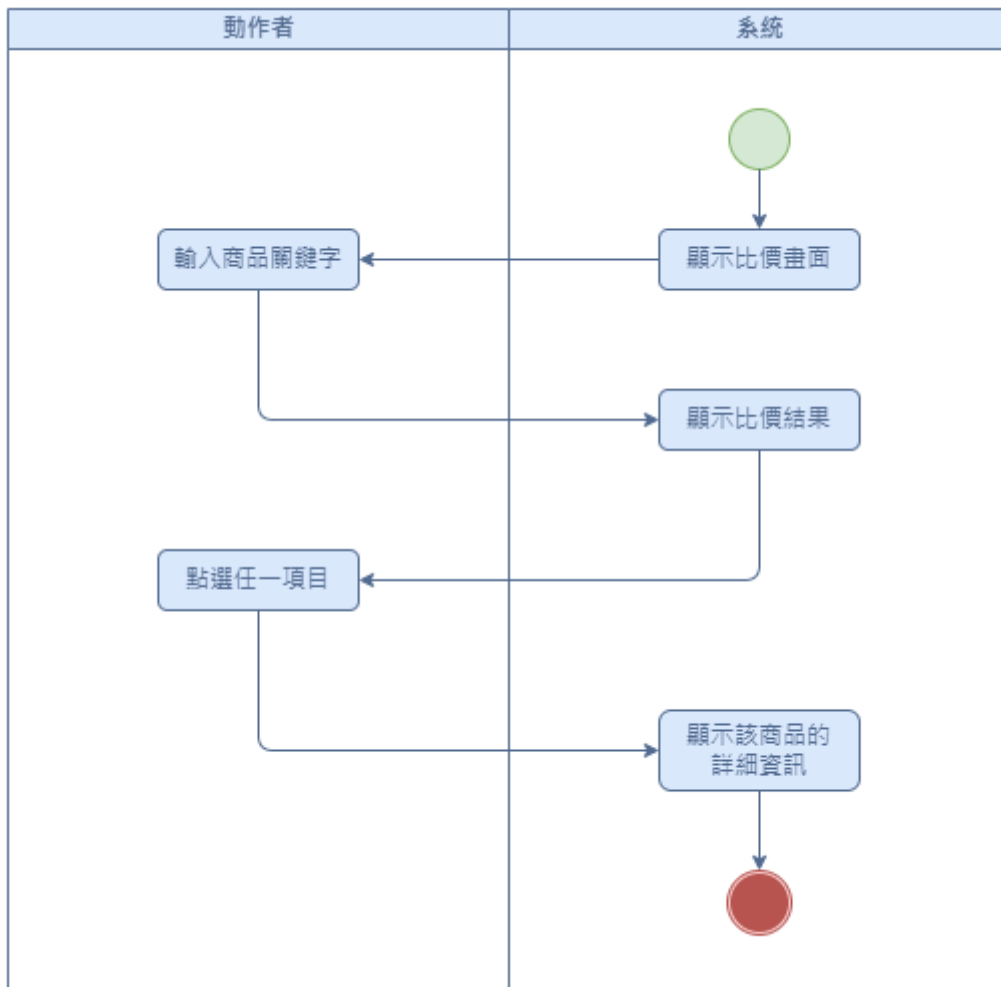 動作者
系統
顯示比價畫面
輸入商品關鍵字
顯示比價結果
點選任一項目
顯示該商品的
詳細資訊